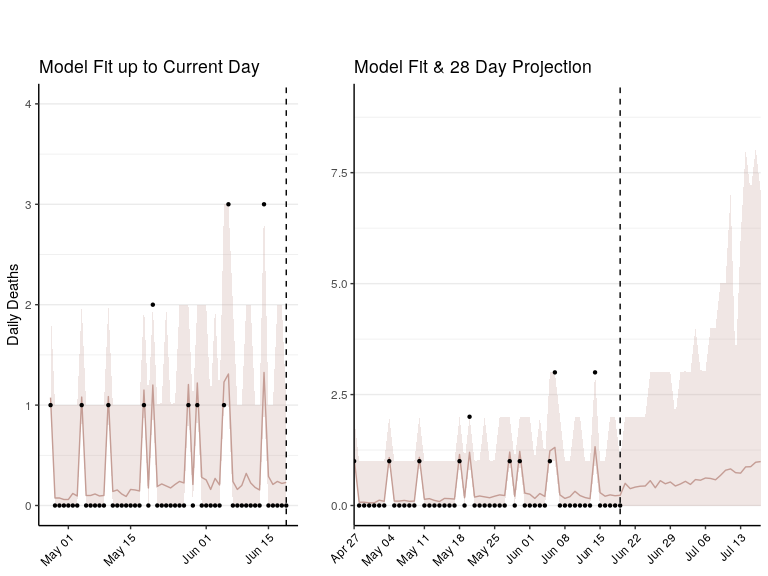 Model Fit up to Current Day
Model Fit & 28 Day Projection
Daily Deaths
4
3
2
1
0
May 01
May 15
Jun 01
Jun 15
7.5
5.0
2.5
0.0
Apr 27
May 04
May 11
May 18
May 25
Jun 01
Jun 08
Jun 15
Jun 22
Jun 29
Jul 06
Jul 13